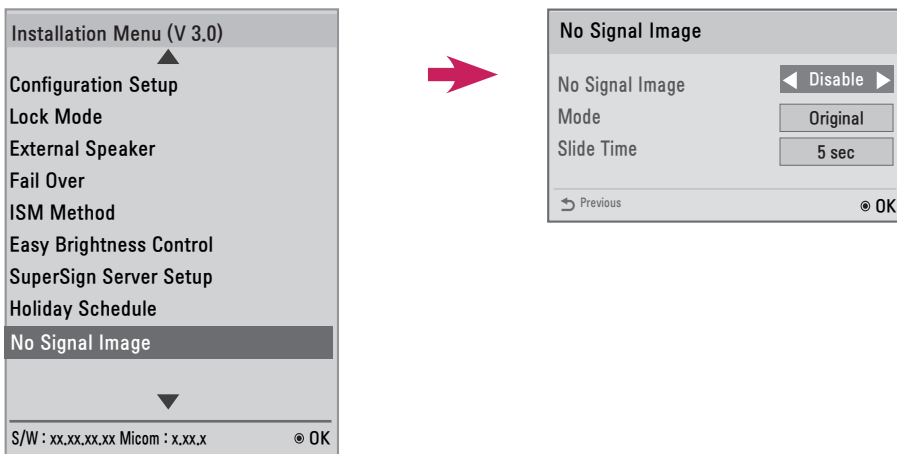 Installation Menu (V 3.0)
Configuration Setup
Lock Mode
External Speaker
Fail Over
ISM Method
Easy Brightness Control
SuperSign Server Setup
Holiday Schedule
No Signal Image
S/W : xx.xx.xx.xx Micom : x.xx.x OK
No Signal Image
No Signal Image Disable
Mode Original
Slide Time 5 sec
Previous OK